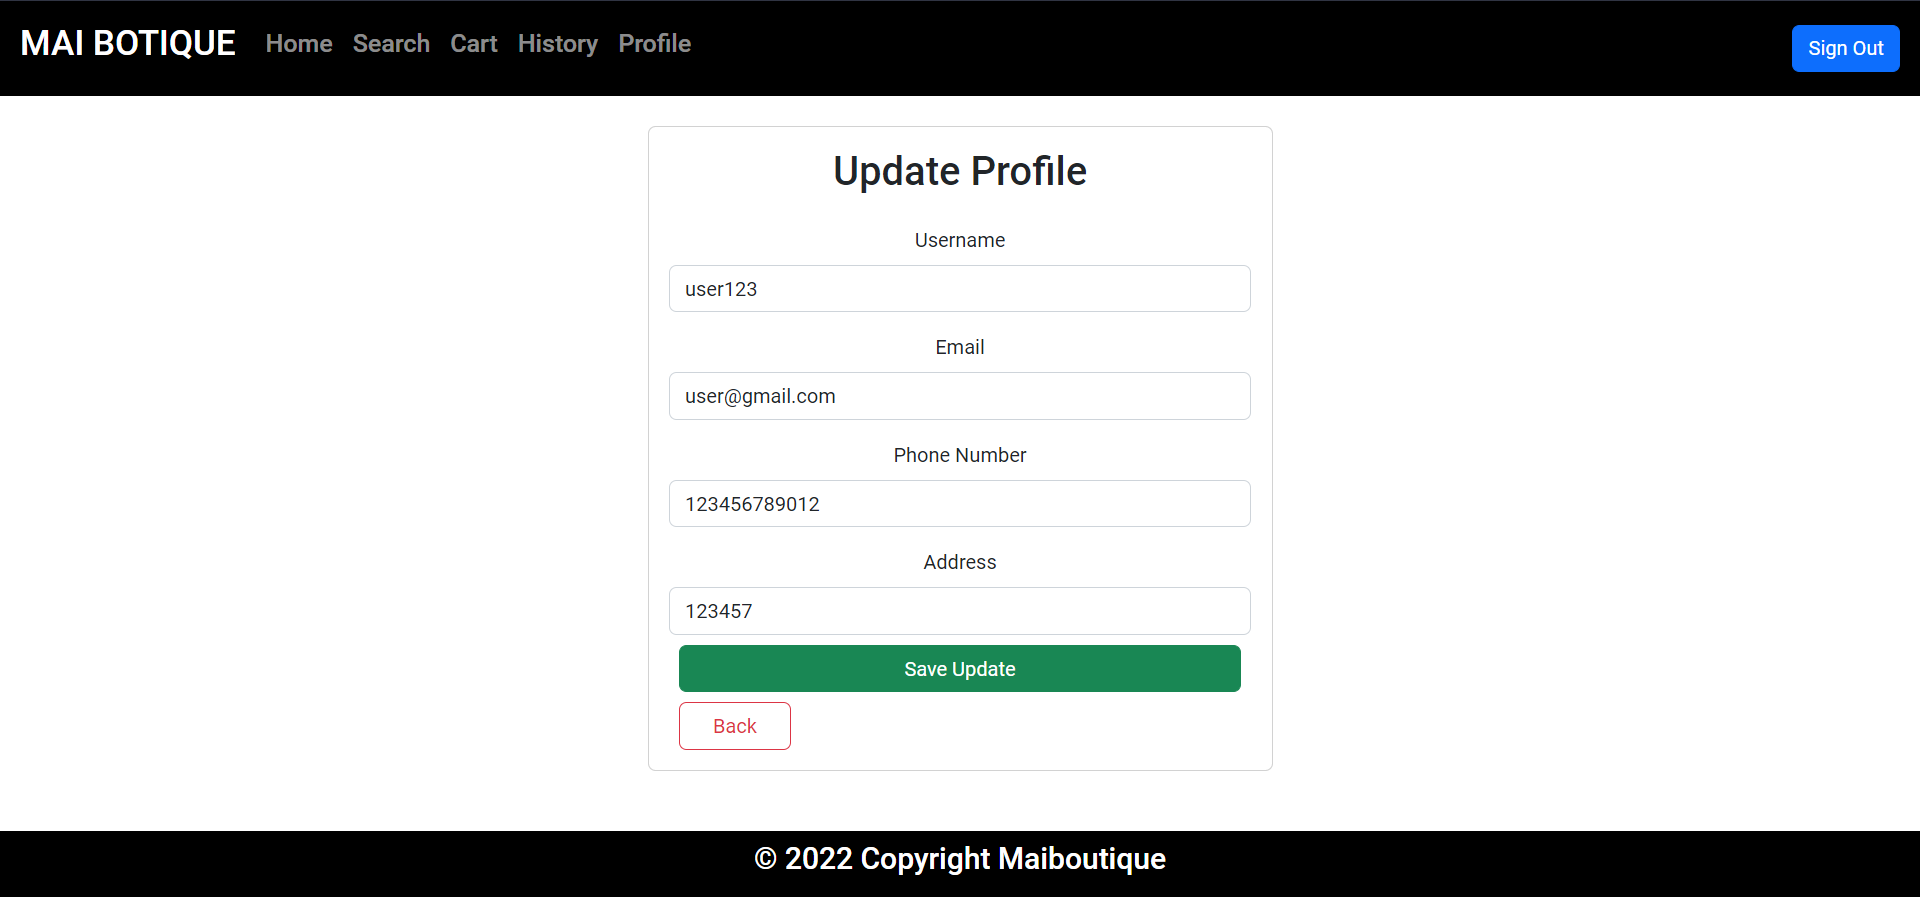 MAI BOTIQUE Home Search Cart History Profile Sign Out
Update Profile
Username
user123
Email
user@gmail.com
Phone Number
123456789012
Address
123457
Save Update
Back
© 2022 Copyright Maiboutique